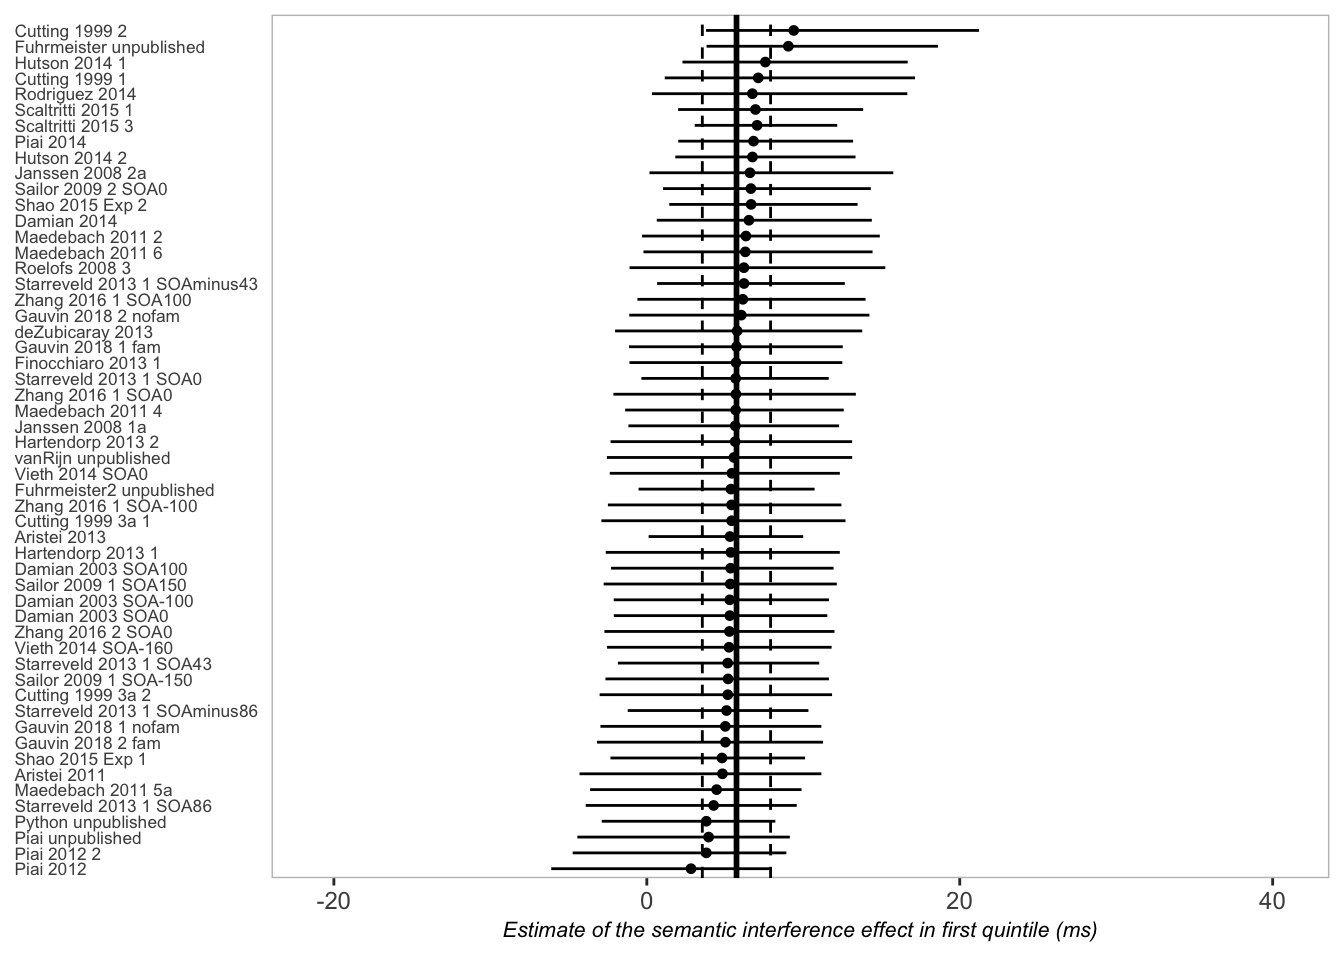 Cutting 1999 2
Fuhrmeister unpublished
Hutson 2014 1
Cutting 1999 1
Rodriguez 2014
Scaltritti 2015 1
Scaltritti 2015 3
Piai 2014
Hutson 2014 2
Janssen 2008 2a
Sailor 2009 2 SOA0
Shao 2015 Exp 2
Damian 2014
Maedebach 2011 2
Maedebach 2011 6
Roelofs 2008 3
Starreveld 2013 1 SOAminus43
Zhang 2016 1 SOA100
Gauvin 2018 2 nofam
deZubicaray 2013
Gauvin 2018 1 fam
Finocchiaro 2013 1
Starreveld 2013 1 SOA0
Zhang 2016 1 SOA0
Maedebach 2011 4
Janssen 2008 1a
Hartendorp 2013 2
vanRijn unpublished
Vieth 2014 SOA0
Fuhrmeister2 unpublished
Zhang 2016 1 SOA-100
Cutting 1999 3a 1
Aristei 2013
Hartendorp 2013 1
Damian 2003 SOA100
Sailor 2009 1 SOA150
Damian 2003 SOA-100
Damian 2003 SOA0
Zhang 2016 2 SOA0
Vieth 2014 SOA-160
Starreveld 2013 1 SOA43
Sailor 2009 1 SOA-150
Cutting 1999 3a 2
Starreveld 2013 1 SOAminus86
Gauvin 2018 1 nofam
Gauvin 2018 2 fam
Shao 2015 Exp 1
Aristei 2011
Maedebach 2011 5a
Starreveld 2013 1 SOA86
Python unpublished
Piai unpublished
Piai 2012 2
Piai 2012
-20 0 20 40
Estimate of the semantic interference effect in first quintile (ms)